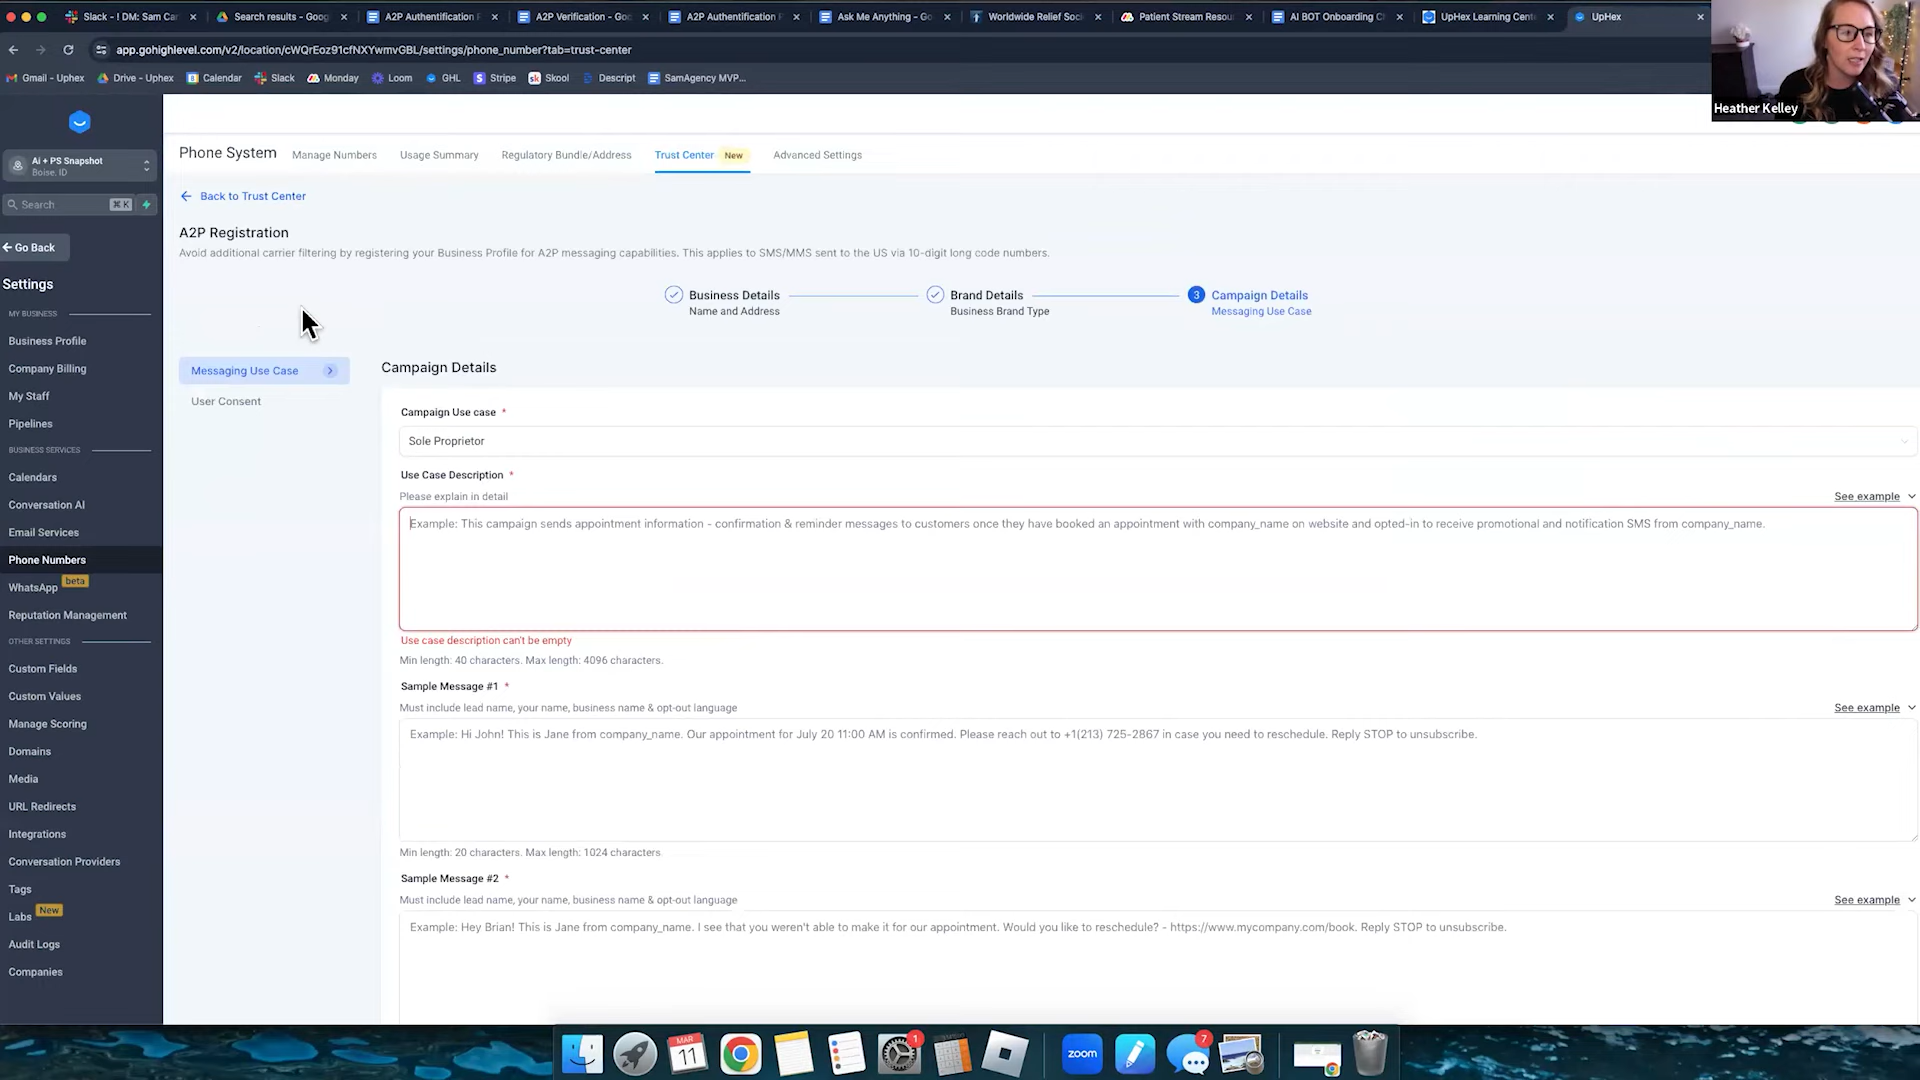 Slack - ! DM: Sam Car
Search results - Goog
A2P Authentification P
A2P Verification - Goo
A2P Authentification P
Ask Me Anything - Go
Worldwide Relief Soc
Patient Stream Resou
AI BOT Onboarding C
UpHex Learning Cente
UpHex
app.gohighlevel.com/v2/location/cWQrEoz91cfNXYwmvGBL/settings/phone_number?tab=trust-center
Gmail - Uphex
Drive - Uphex
Calendar
Slack
Monday
Loom
GHL
Stripe
Skool
Descript
SamAgency MVP...
Heather Kelley
Ai + PS Snapshot
Boise, ID
Search
⌘ K
Go Back
Settings
MY BUSINESS
Business Profile
Company Billing
My Staff
Pipelines
BUSINESS SERVICES
Calendars
Conversation AI
Email Services
Phone Numbers
WhatsApp beta
Reputation Management
OTHER SETTINGS
Custom Fields
Custom Values
Manage Scoring
Domains
Media
URL Redirects
Integrations
Conversation Providers
Tags
Labs New
Audit Logs
Companies
Phone System
Manage Numbers
Usage Summary
Regulatory Bundle/Address
Trust Center New
Advanced Settings
Back to Trust Center
A2P Registration
Avoid additional carrier filtering by registering your Business Profile for A2P messaging capabilities. This applies to SMS/MMS sent to the US via 10-digit long code numbers.
Business Details
Name and Address
Brand Details
Business Brand Type
3 Campaign Details
Messaging Use Case
Messaging Use Case
User Consent
Campaign Details
Campaign Use case *
Sole Proprietor
Use Case Description *
Please explain in detail
See example
Example: This campaign sends appointment information - confirmation & reminder messages to customers once they have booked an appointment with company_name on website and opted-in to receive promotional and notification SMS from company_name.
Use case description can't be empty
Min length: 40 characters. Max length: 4096 characters.
Sample Message #1 *
Must include lead name, your name, business name & opt-out language
See example
Example: Hi John! This is Jane from company_name. Our appointment for July 20 11:00 AM is confirmed. Please reach out to +1(213) 725-2867 in case you need to reschedule. Reply STOP to unsubscribe.
Min length: 20 characters. Max length: 1024 characters
Sample Message #2 *
Must include lead name, your name, business name & opt-out language
See example
Example: Hey Brian! This is Jane from company_name. I see that you weren't able to make it for our appointment. Would you like to reschedule? - https://www.mycompany.com/book. Reply STOP to unsubscribe.
MAR
11
1
zoom
7